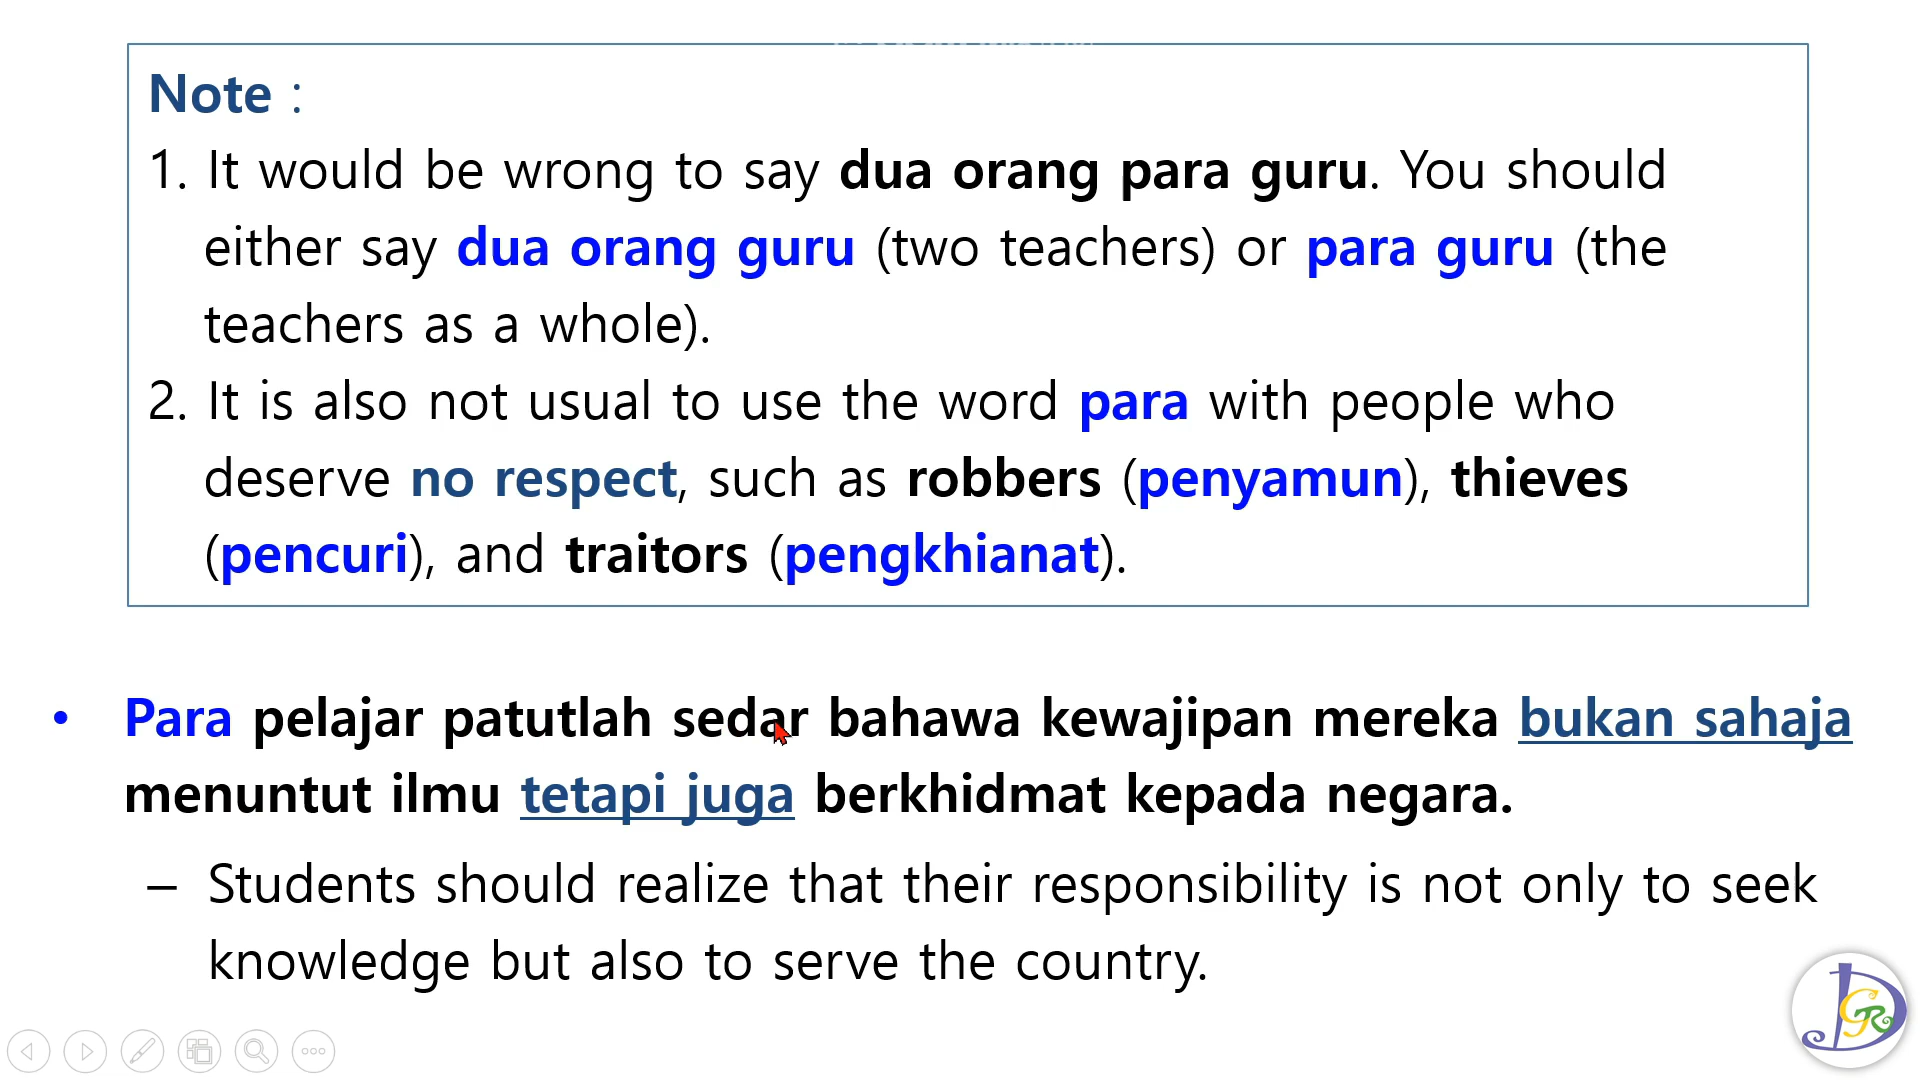 Note :
1. It would be wrong to say dua orang para guru. You should
either say dua orang guru (two teachers) or para guru (the
teachers as a whole).
2. It is also not usual to use the word para with people who
deserve no respect, such as robbers (penyamun), thieves
(pencuri), and traitors (pengkhianat).
• Para pelajar patutlah sedar bahawa kewajipan mereka bukan sahaja
menuntut ilmu tetapi juga berkhidmat kepada negara.
– Students should realize that their responsibility is not only to seek
knowledge but also to serve the country.